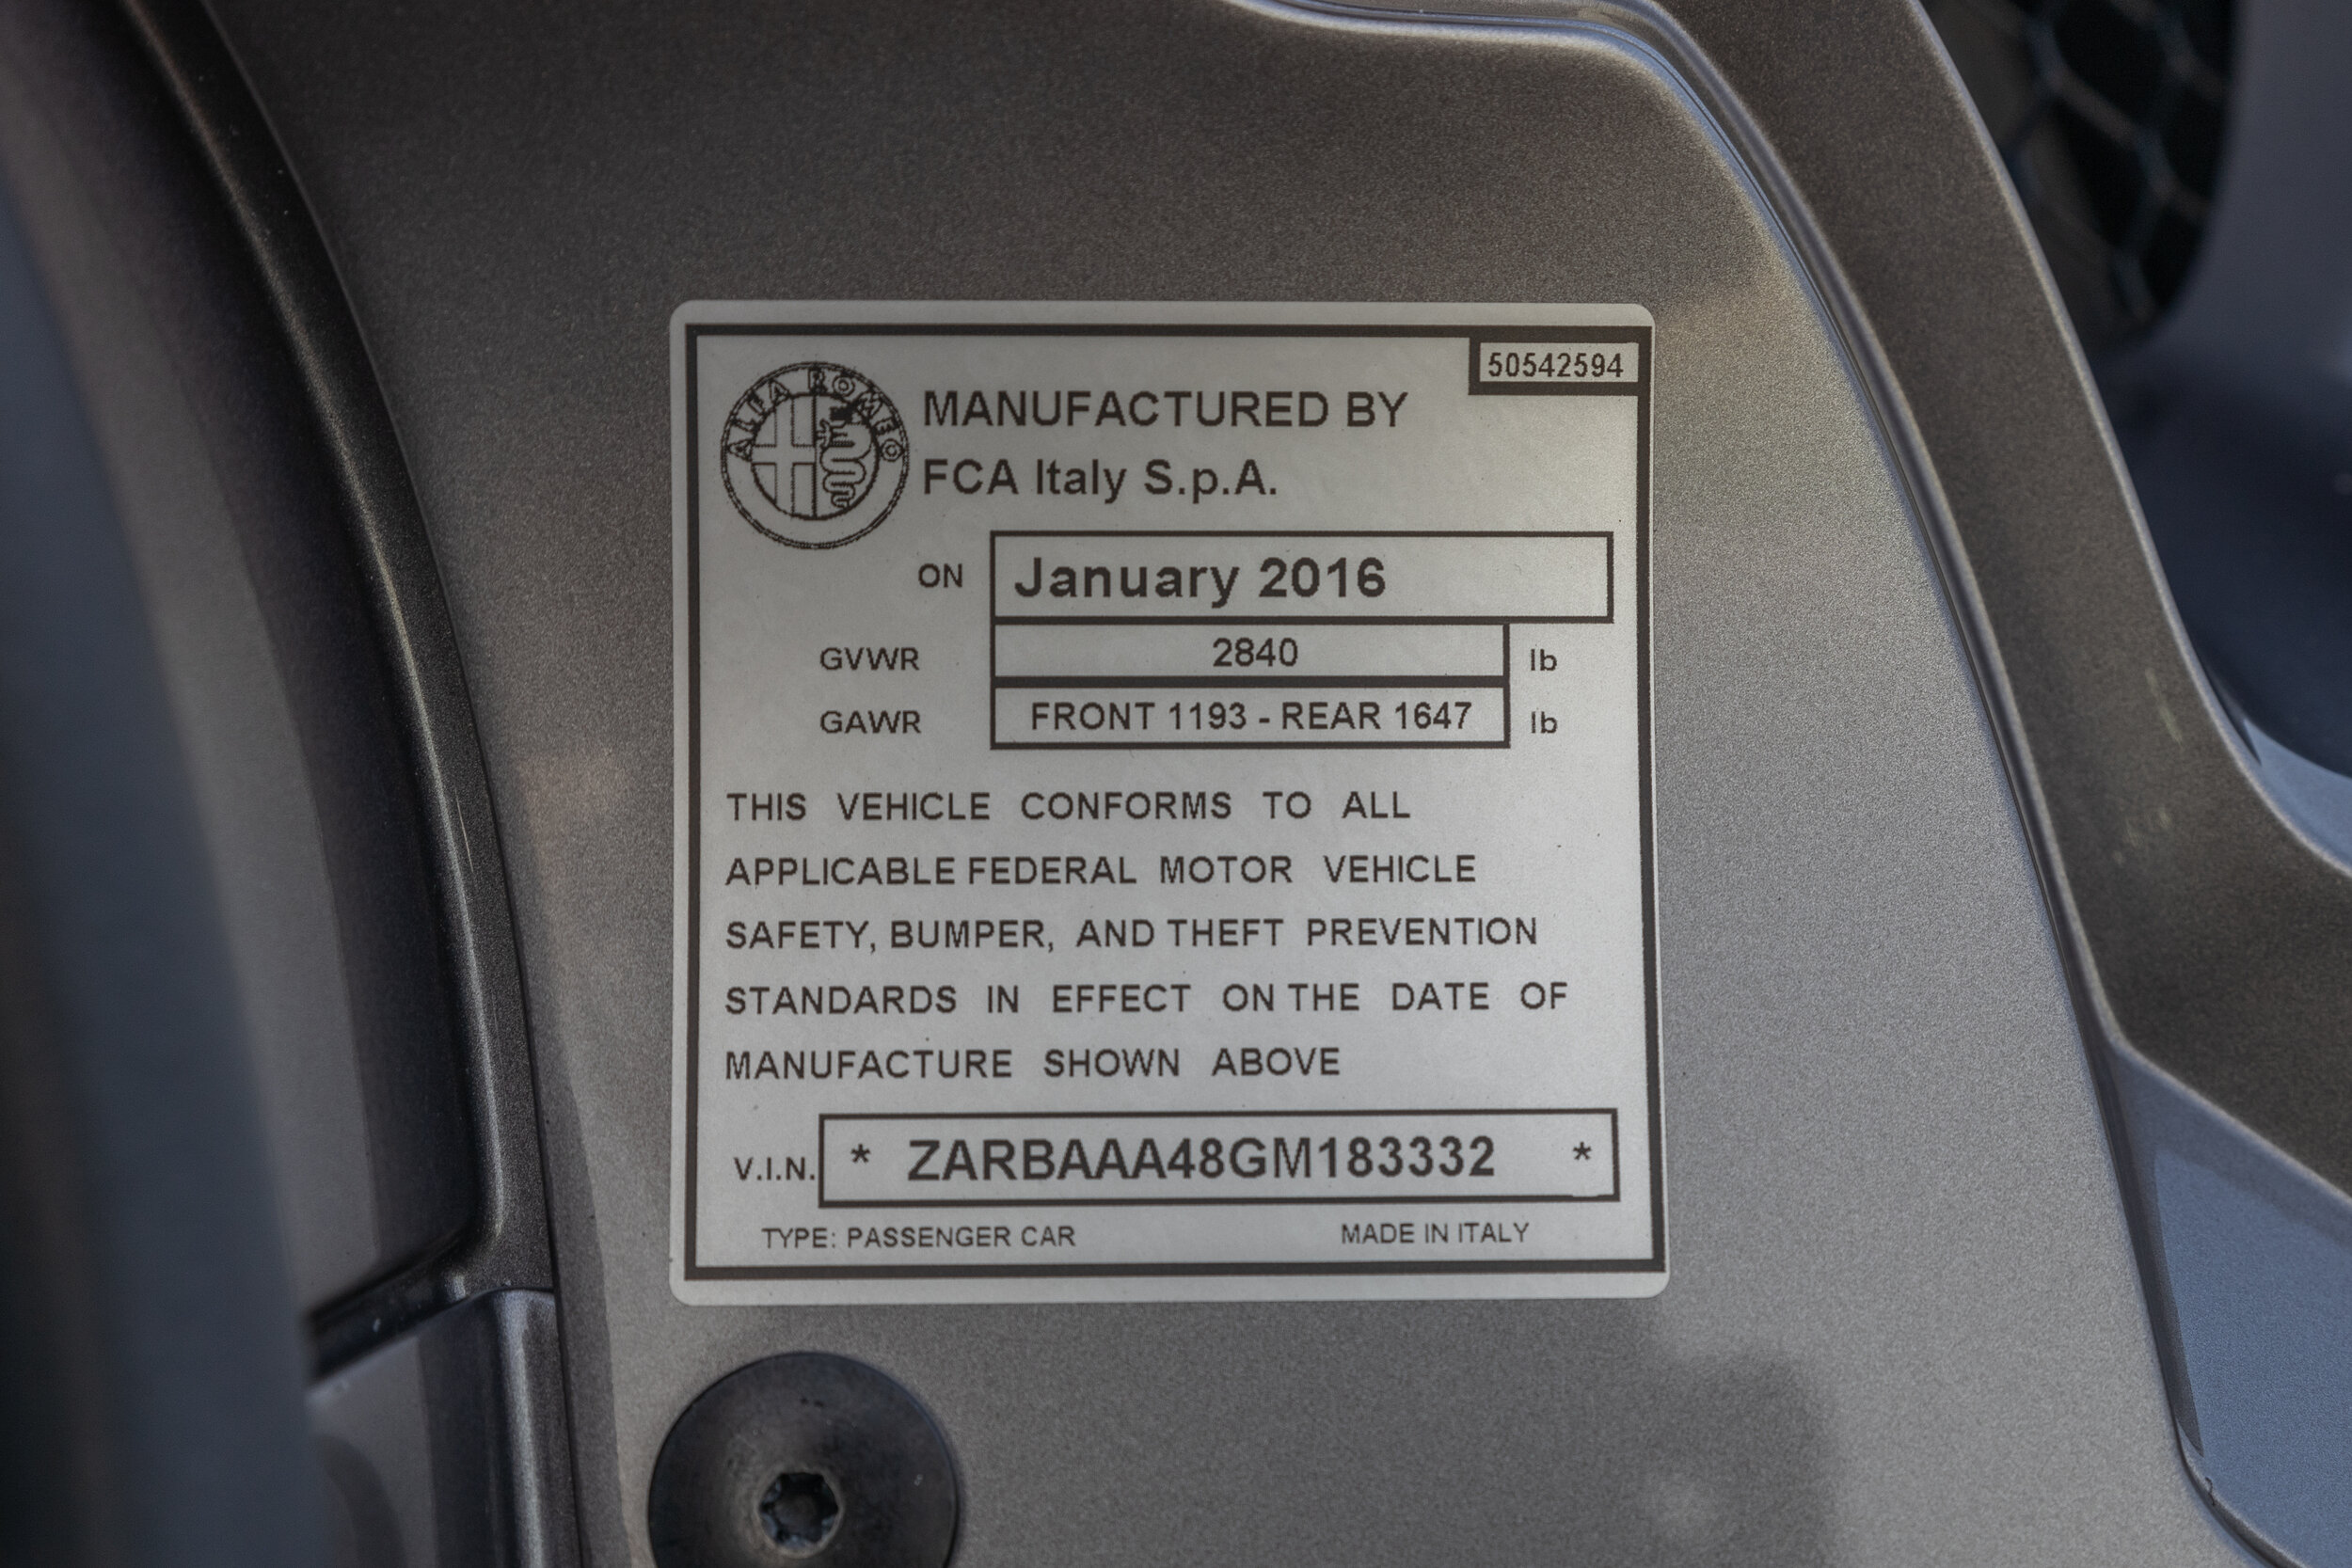 50542594
ALFA ROMEO
MANUFACTURED BY
FCA Italy S.p.A.
ON January 2016
GVWR 2840 lb
GAWR FRONT 1193 - REAR 1647 lb
THIS VEHICLE CONFORMS TO ALL
APPLICABLE FEDERAL MOTOR VEHICLE
SAFETY, BUMPER, AND THEFT PREVENTION
STANDARDS IN EFFECT ON THE DATE OF
MANUFACTURE SHOWN ABOVE
V.I.N. * ZARBAAA48GM183332 *
TYPE: PASSENGER CAR MADE IN ITALY